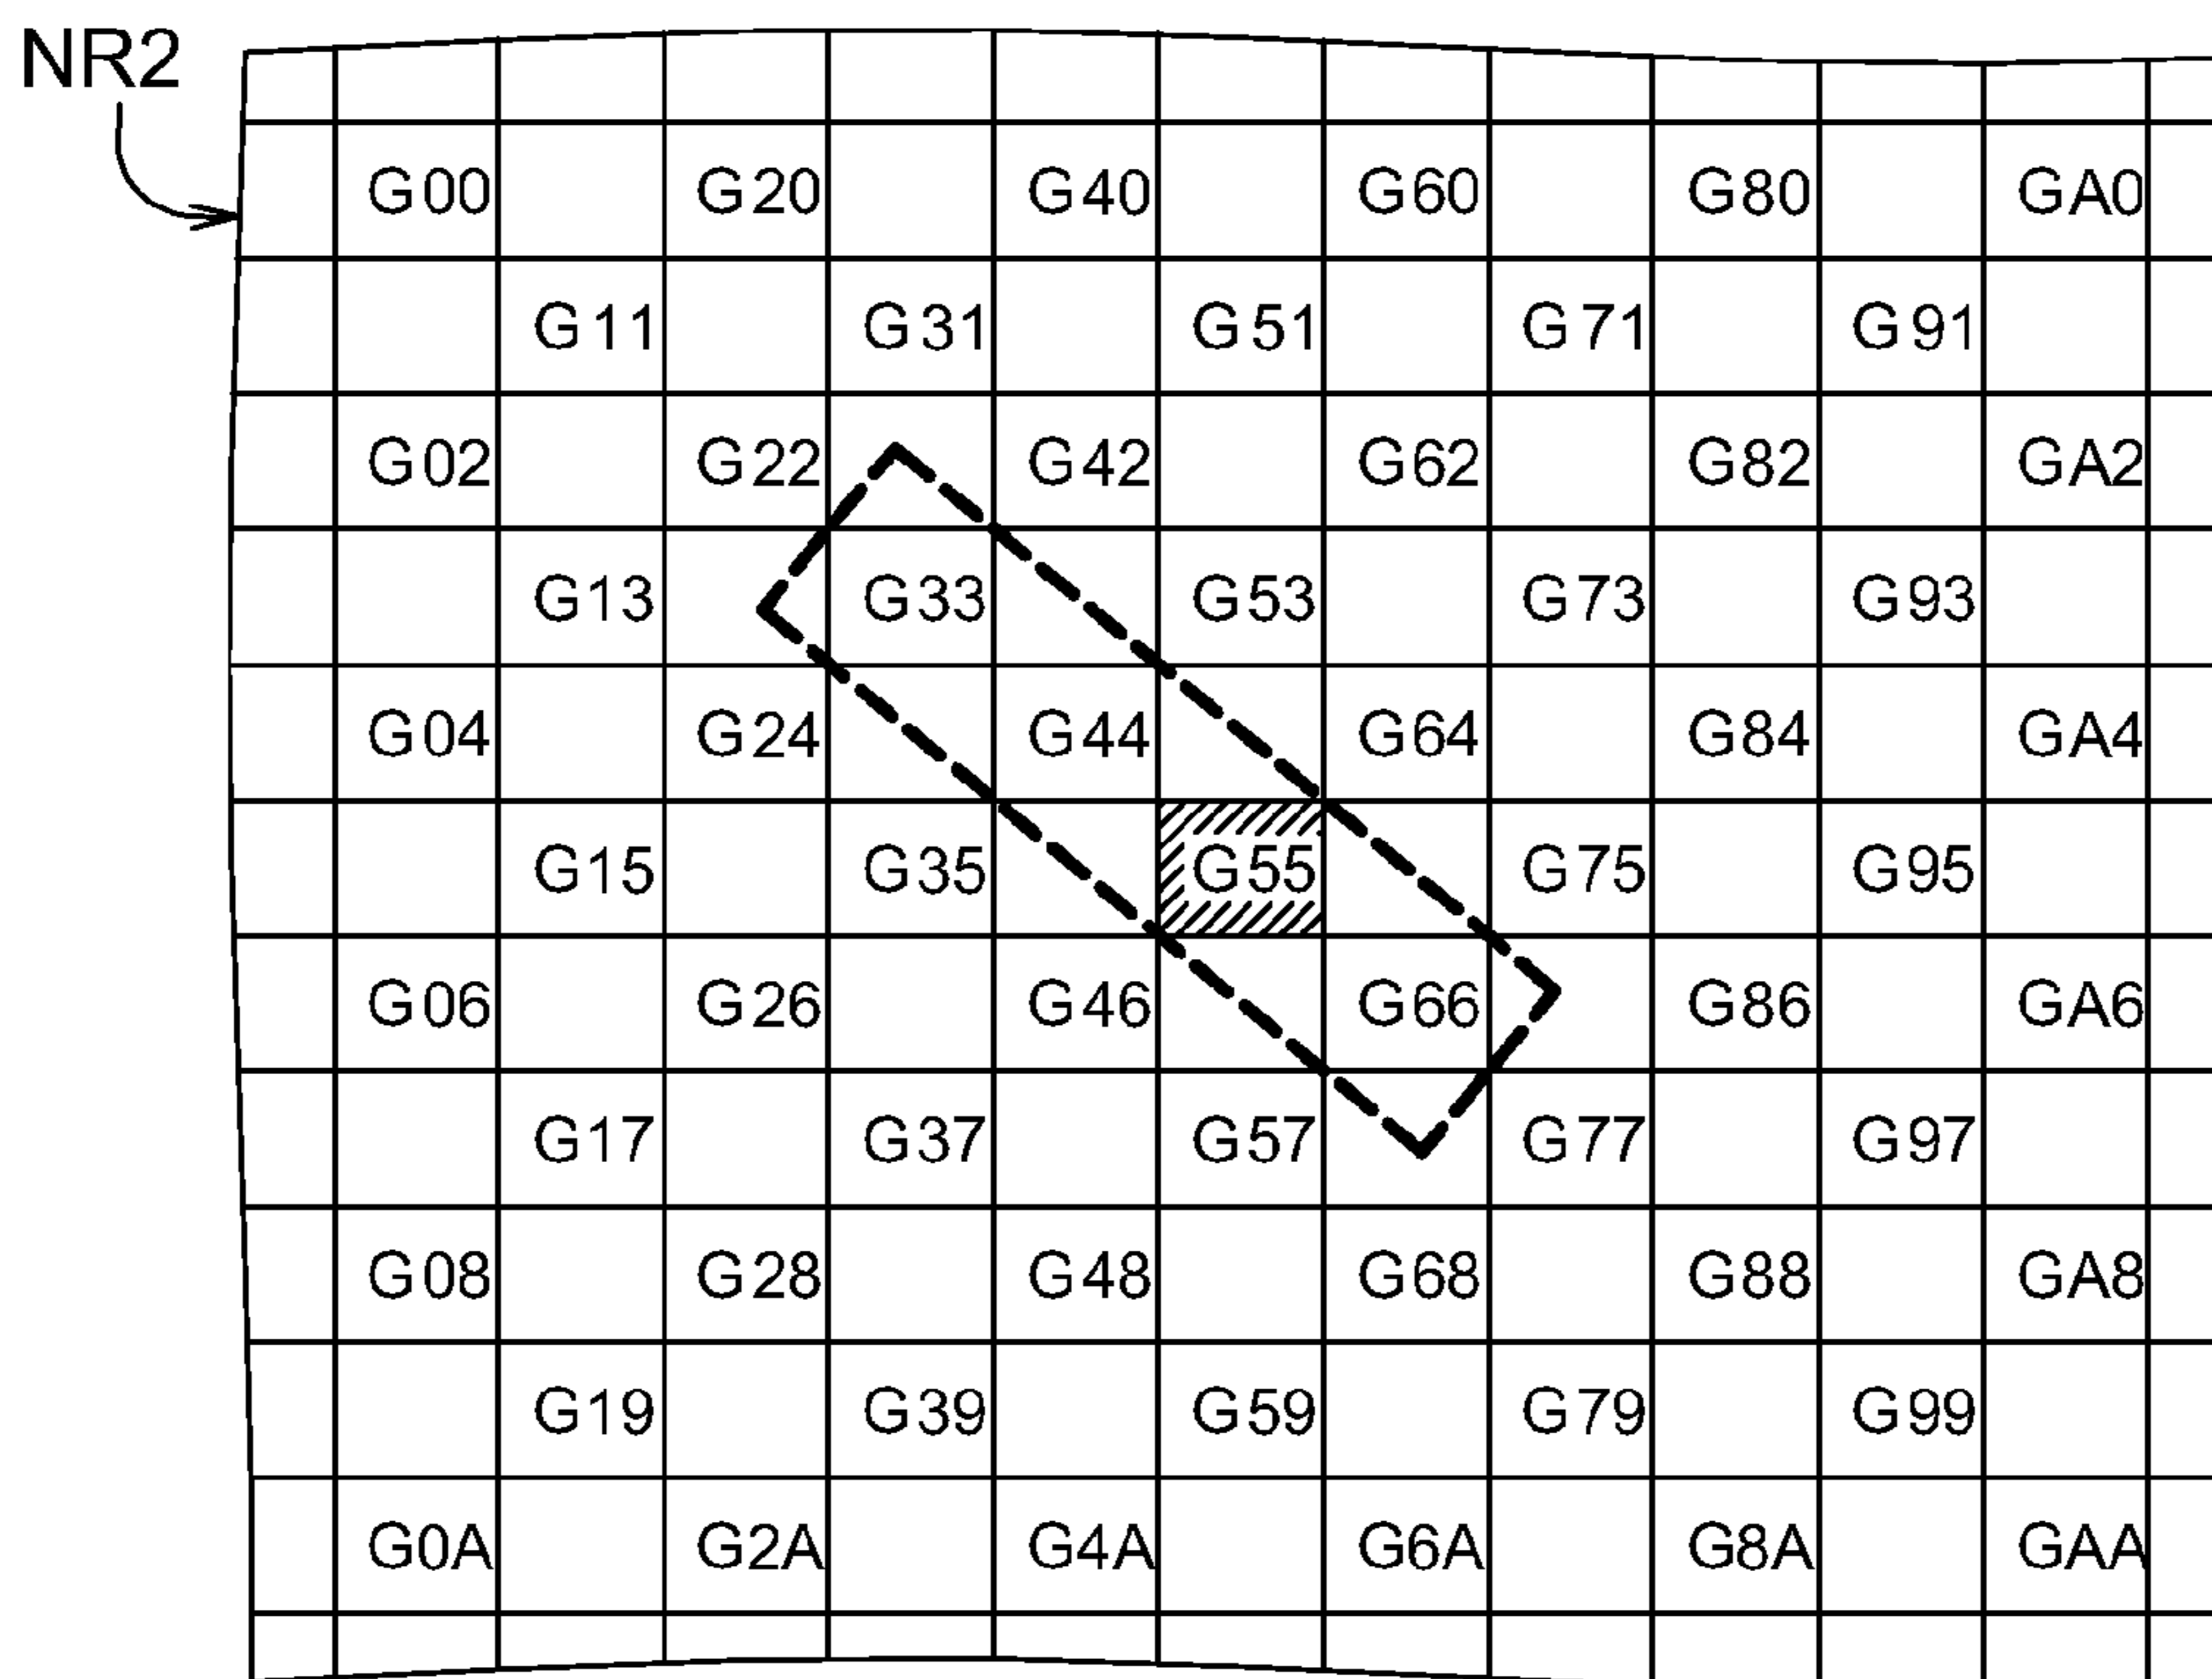 NR2
G00 G20 G40 G60 G80 GA0
G11 G31 G51 G71 G91
G02 G22 G42 G62 G82 GA2
G13 G33 G53 G73 G93
G04 G24 G44 G64 G84 GA4
G15 G35 G55 G75 G95
G06 G26 G46 G66 G86 GA6
G17 G37 G57 G77 G97
G08 G28 G48 G68 G88 GA8
G19 G39 G59 G79 G99
G0A G2A G4A G6A G8A GAA